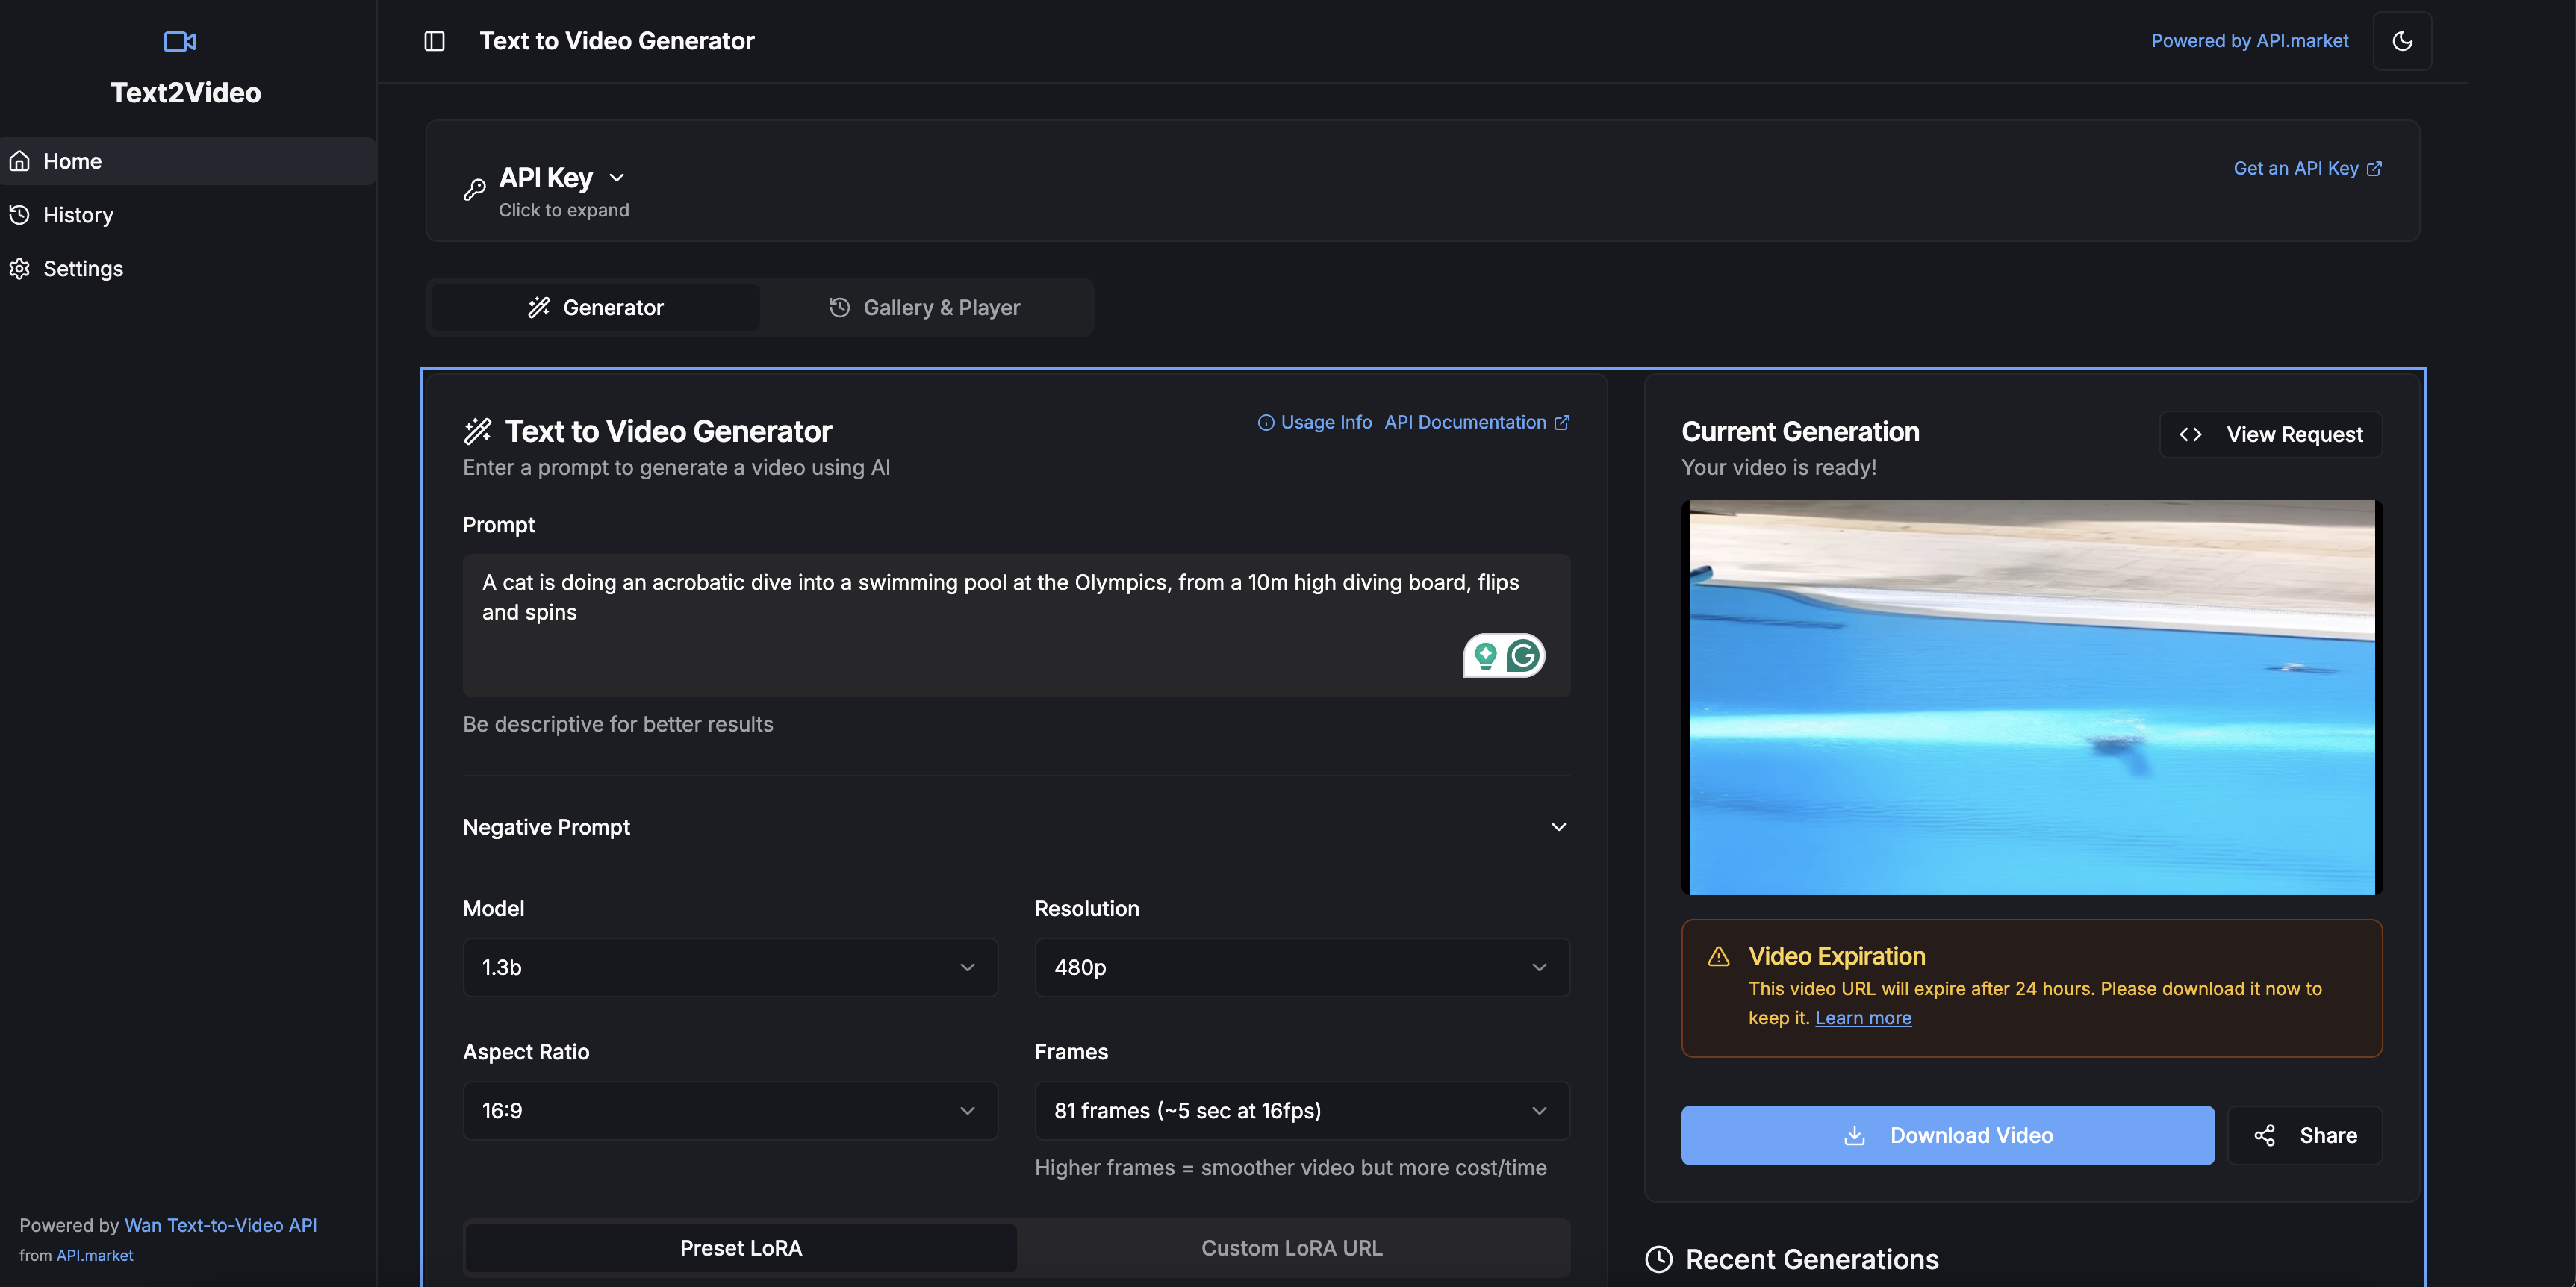 Text2Video
Home
History
Settings
Powered by Wan Text-to-Video API
from API.market
Text to Video Generator
Powered by API.market
API Key
Click to expand
Get an API Key
Generator
Gallery & Player
Text to Video Generator
Enter a prompt to generate a video using AI
Usage Info
API Documentation
Prompt
A cat is doing an acrobatic dive into a swimming pool at the Olympics, from a 10m high diving board, flips
and spins
Be descriptive for better results
Negative Prompt
Model
1.3b
Resolution
480p
Aspect Ratio
16:9
Frames
81 frames (~5 sec at 16fps)
Higher frames = smoother video but more cost/time
Preset LoRA
Custom LoRA URL
Current Generation
Your video is ready!
View Request
Video Expiration
This video URL will expire after 24 hours. Please download it now to
keep it. Learn more
Download Video
Share
Recent Generations